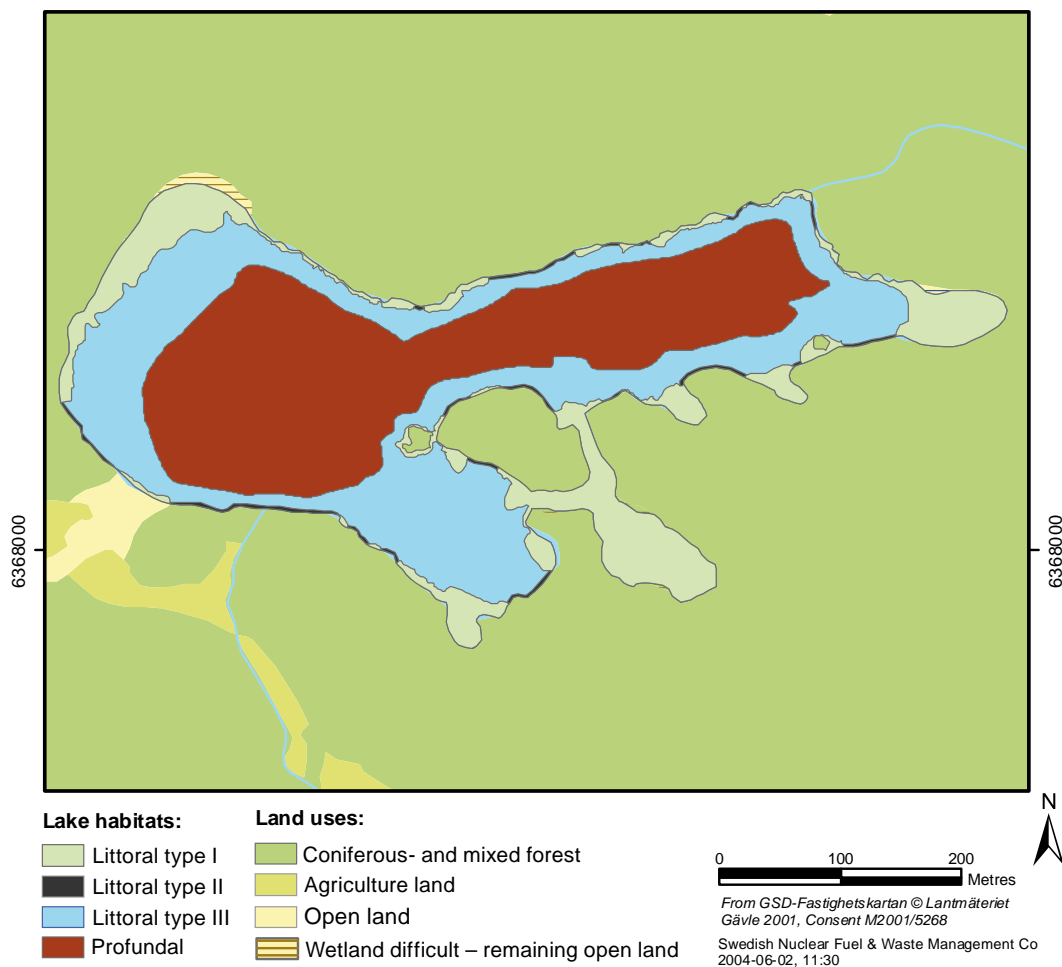 6368000
6368000
Lake habitats:
Littoral type I
Littoral type II
Littoral type III
Profundal
Land uses:
Coniferous- and mixed forest
Agriculture land
Open land
Wetland difficult – remaining open land
N
0 100 200
Metres
From GSD-Fastighetskartan © Lantmäteriet
Gävle 2001, Consent M2001/5268
Swedish Nuclear Fuel & Waste Management Co
2004-06-02, 11:30